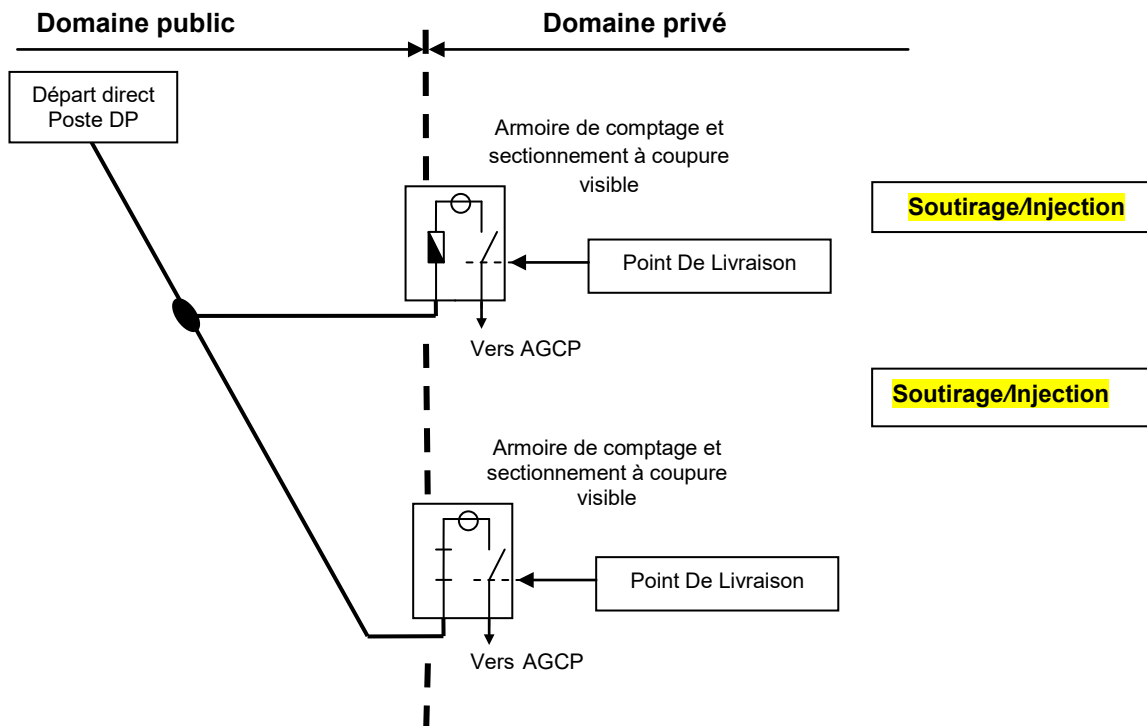 Domaine public
Domaine privé
Départ direct
Poste DP
Armoire de comptage et
sectionnement à coupure
visible
Soutirage/Injection
Point De Livraison
Vers AGCP
Soutirage/Injection
Armoire de comptage et
sectionnement à coupure
visible
Point De Livraison
Vers AGCP